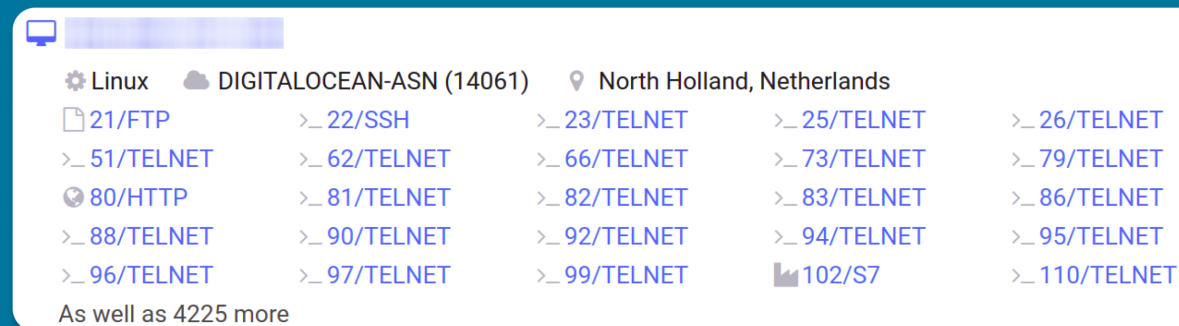 Linux DIGITALOCEAN-ASN (14061) North Holland, Netherlands
21/FTP >_ 22/SSH >_ 23/TELNET >_ 25/TELNET >_ 26/TELNET
>_ 51/TELNET >_ 62/TELNET >_ 66/TELNET >_ 73/TELNET >_ 79/TELNET
80/HTTP >_ 81/TELNET >_ 82/TELNET >_ 83/TELNET >_ 86/TELNET
>_ 88/TELNET >_ 90/TELNET >_ 92/TELNET >_ 94/TELNET >_ 95/TELNET
>_ 96/TELNET >_ 97/TELNET >_ 99/TELNET 102/S7 >_ 110/TELNET
As well as 4225 more